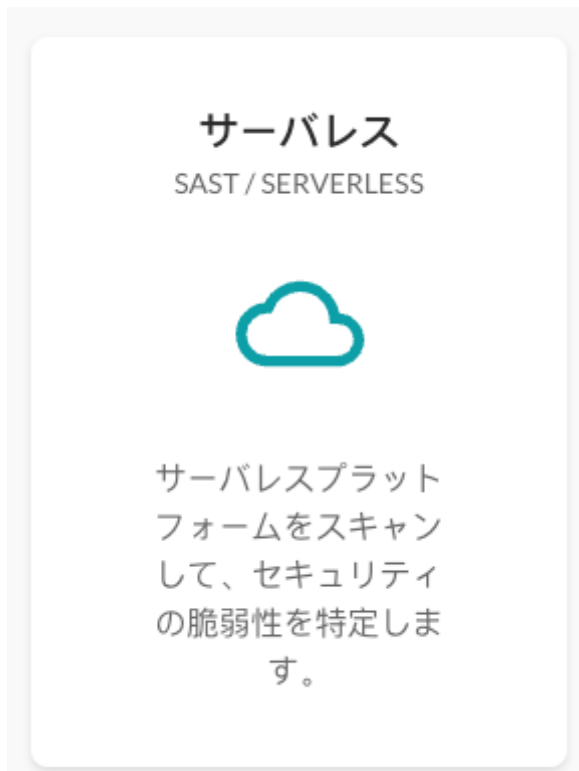 サーバレス
SAST / SERVERLESS
サーバレスプラット
フォームをスキャン
して、セキュリティ
の脆弱性を特定しま
す。